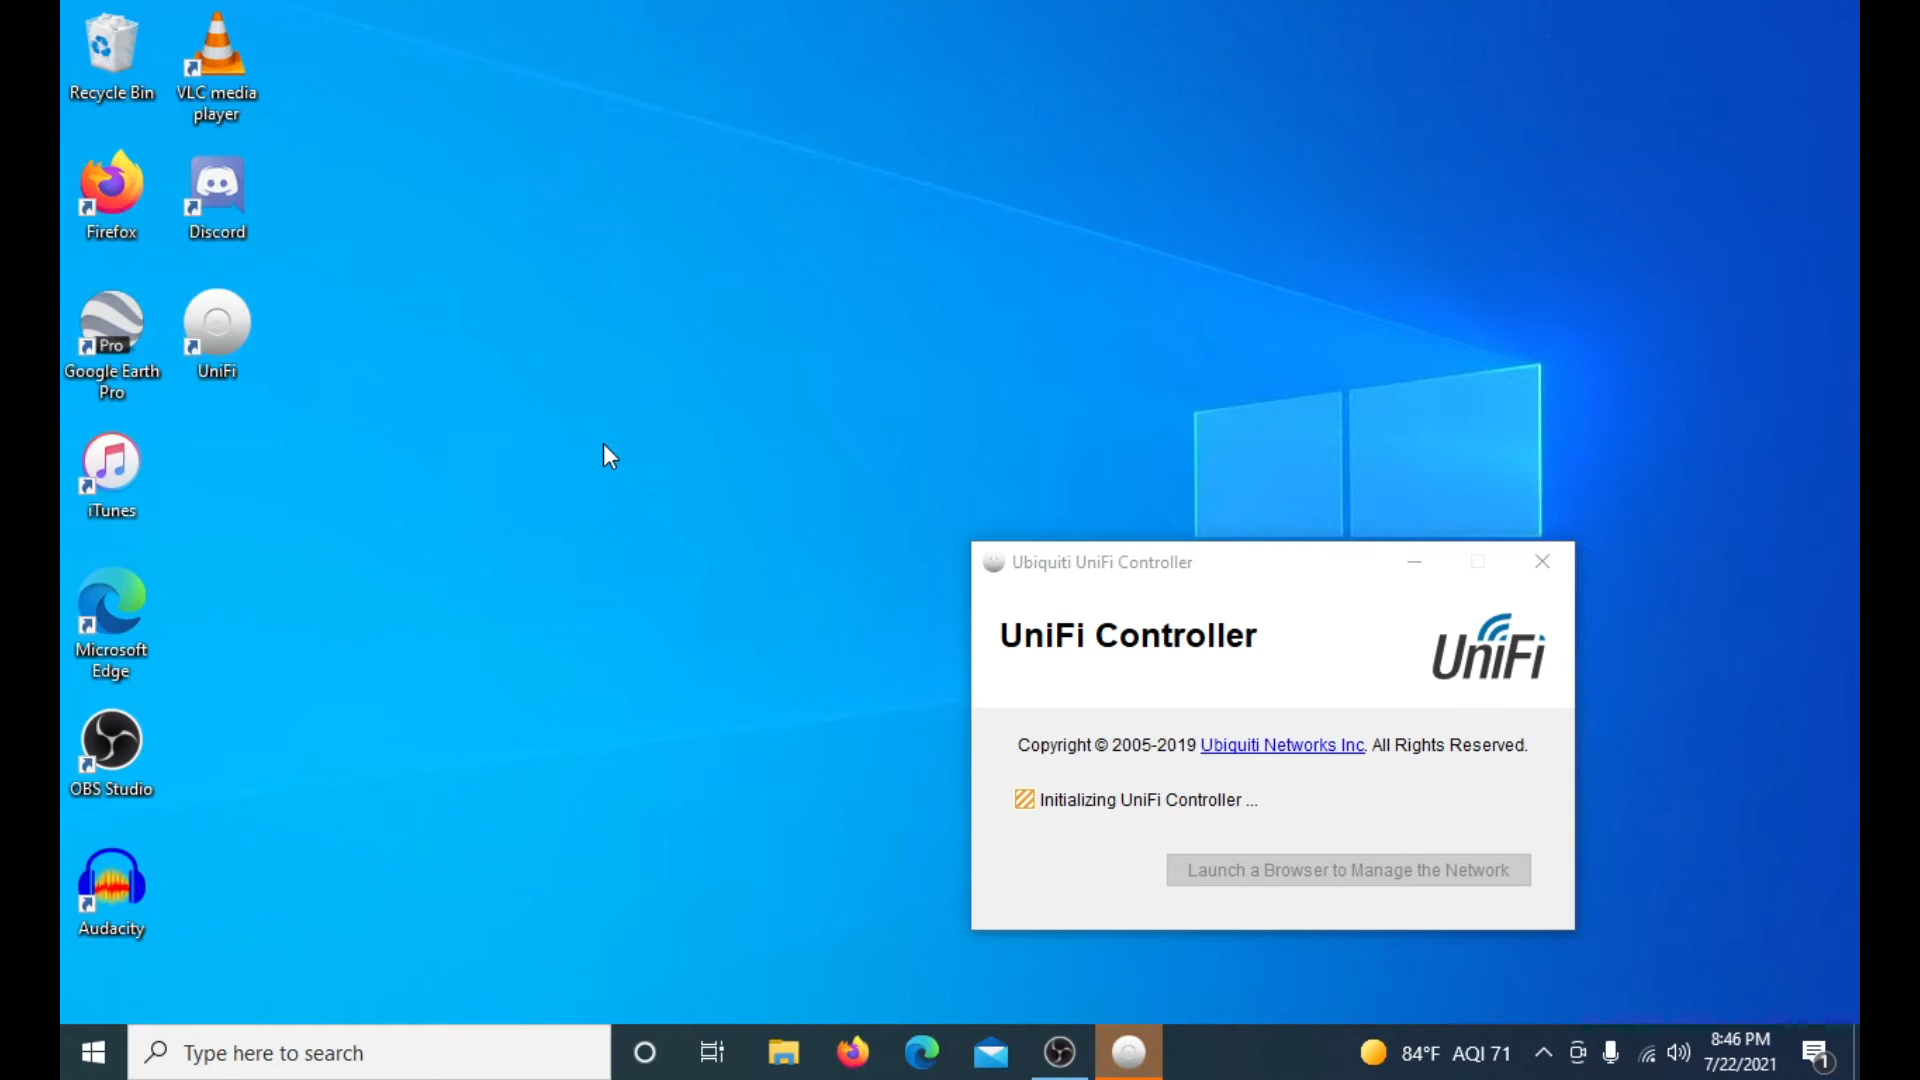 Recycle Bin
VLC media
player
Firefox
Discord
Pro
Google Earth
Pro
UniFi
iTunes
Microsoft
Edge
OBS Studio
Audacity
Ubiquiti UniFi Controller
UniFi Controller
UniFi
Copyright © 2005-2019 Ubiquiti Networks Inc. All Rights Reserved.
Initializing UniFi Controller ...
Launch a Browser to Manage the Network
Type here to search
84°F AQI 71
8:46 PM
7/22/2021
1